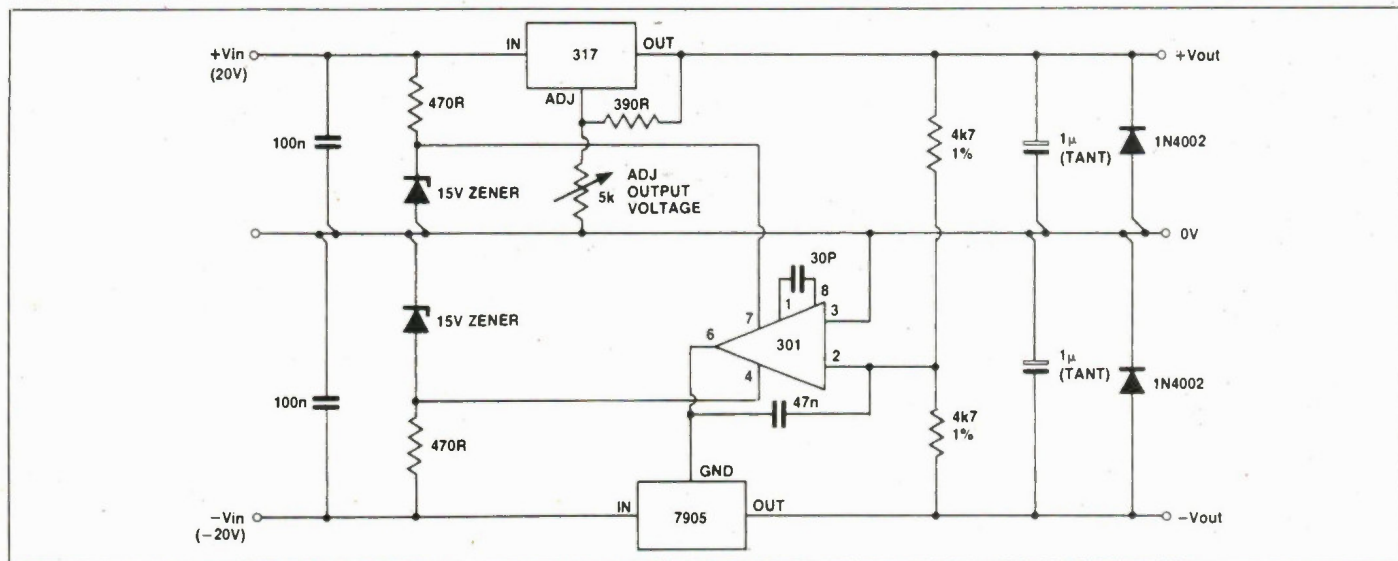 +Vin
(20V)
IN
317
OUT
+Vout
ADJ
390R
470R
100n
15V ZENER
ADJ
OUTPUT
VOLTAGE
5k
4k7
1%
1µ
(TANT)
1N4002
0V
30P
1
8
3
7
6
301
2
4
47n
15V ZENER
100n
470R
4k7
1%
1µ
(TANT)
1N4002
GND
-Vin
(-20V)
IN
7905
OUT
-Vout